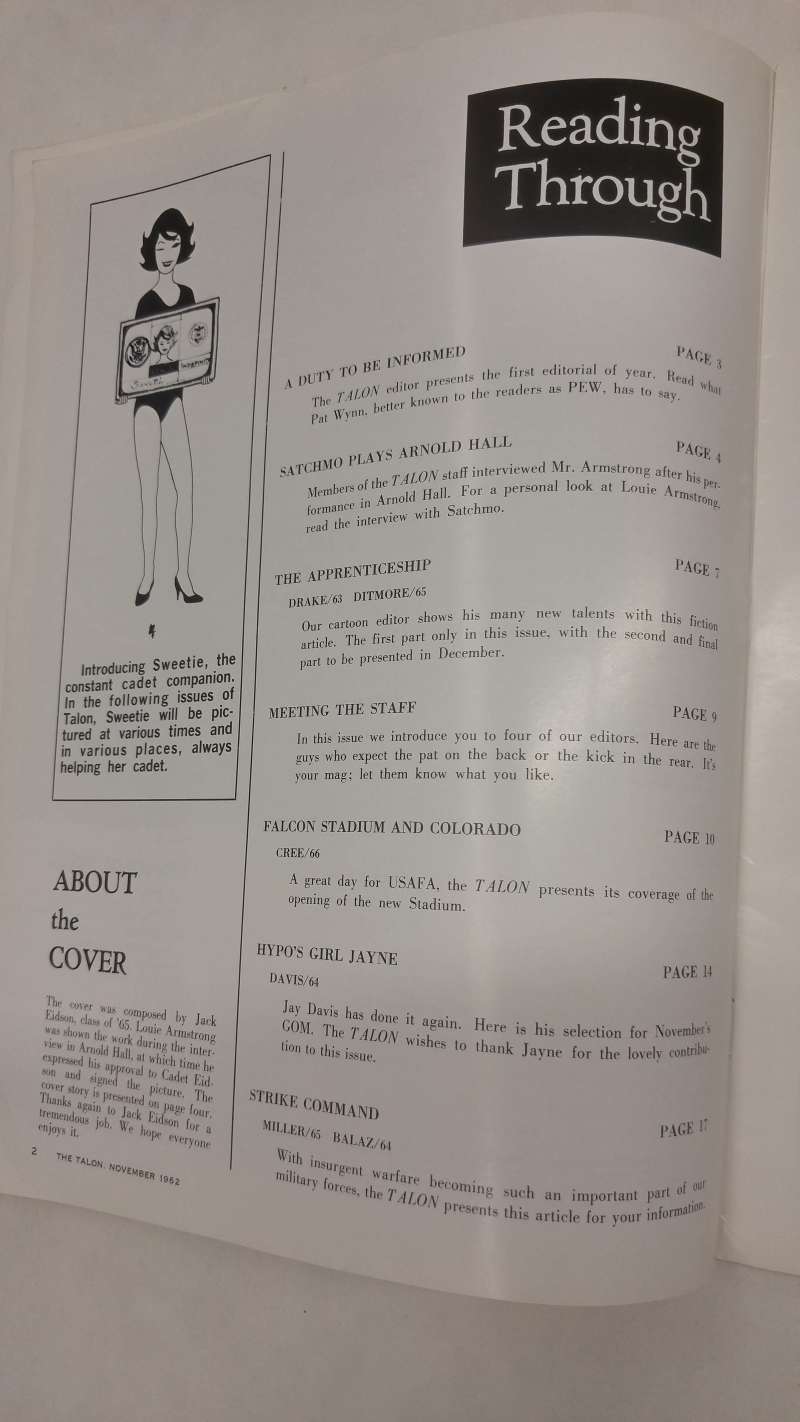 Reading
Through
Introducing Sweetie, the
constant cadet companion.
In the following issues of
Talon, Sweetie will be pic-
tured at various times and
in various places, always
helping her cadet.
ABOUT
the
COVER
The cover was composed by Jack
Eidson, class of '65. Louie Armstrong
was shown the work during the inter-
view in Arnold Hall, at which time he
expressed his approval to Cadet Eid-
son and signed the picture. The
cover story is presented on page four.
Thanks again to Jack Eidson for a
tremendous job. We hope everyone
enjoys it.
2 THE TALON, NOVEMBER 1962
A DUTY TO BE INFORMED PAGE 3
The TALON editor presents the first editorial of year. Read what
Pat Wynn, better known to the readers as PEW, has to say.
SATCHMO PLAYS ARNOLD HALL PAGE 4
Members of the TALON staff interviewed Mr. Armstrong after his per-
formance in Arnold Hall. For a personal look at Louie Armstrong,
read the interview with Satchmo.
THE APPRENTICESHIP PAGE 7
DRAKE/63 DITMORE/65
Our cartoon editor shows his many new talents with this fiction
article. The first part only in this issue, with the second and final
part to be presented in December.
MEETING THE STAFF PAGE 9
In this issue we introduce you to four of our editors. Here are the
guys who expect the pat on the back or the kick in the rear. It's
your mag; let them know what you like.
FALCON STADIUM AND COLORADO PAGE 10
CREE/66
A great day for USAFA, the TALON presents its coverage of the
opening of the new Stadium.
HYPO'S GIRL JAYNE PAGE 14
DAVIS/64
Jay Davis has done it again. Here is his selection for November's
GOM. The TALON wishes to thank Jayne for the lovely contribu-
tion to this issue.
STRIKE COMMAND PAGE 17
MILLER/65 BALAZ/64
With insurgent warfare becoming such an important part of our
military forces, the TALON presents this article for your information.